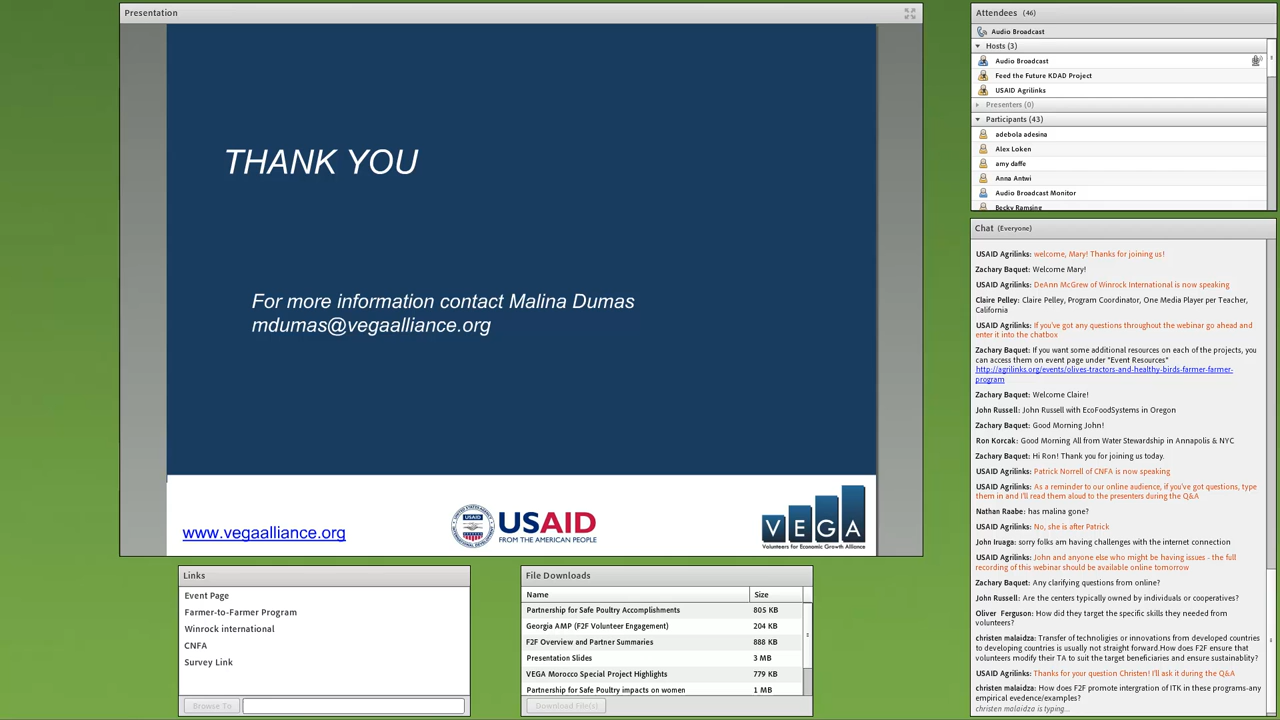 Presentation
THANK YOU
For more information contact Malina Dumas
mdumas@vegaalliance.org
www.vegaalliance.org
USAID
USAID
FROM THE AMERICAN PEOPLE
VEGA
Volunteers for Economic Growth Alliance
Links
Event Page
Farmer-to-Farmer Program
Winrock international
CNFA
Survey Link
Browse To
File Downloads
Name Size
Partnership for Safe Poultry Accomplishments 805 KB
Georgia AMP (F2F Volunteer Engagement) 204 KB
F2F Overview and Partner Summaries 888 KB
Presentation Slides 3 MB
VEGA Morocco Special Project Highlights 779 KB
Partnership for Safe Poultry impacts on women 1 MB
Download File(s)
Attendees (46)
Audio Broadcast
Hosts (3)
Audio Broadcast
Feed the Future KDAD Project
USAID Agrilinks
Presenters (0)
Participants (43)
adebola adesina
Alex Loken
amy daffe
Anna Antwi
Audio Broadcast Monitor
Becky Ramsing
Chat (Everyone)
USAID Agrilinks: welcome, Mary! Thanks for joining us!
Zachary Baquet: Welcome Mary!
USAID Agrilinks: DeAnn McGrew of Winrock International is now speaking
Claire Pelley: Claire Pelley, Program Coordinator, One Media Player per Teacher,
California
USAID Agrilinks: If you've got any questions throughout the webinar go ahead and
enter it into the chatbox
Zachary Baquet: If you want some additional resources on each of the projects, you
can access them on event page under "Event Resources"
http://agrilinks.org/events/olives-tractors-and-healthy-birds-farmer-farmer-
program
Zachary Baquet: Welcome Claire!
John Russell: John Russell with EcoFoodSystems in Oregon
Zachary Baquet: Good Morning John!
Ron Korcak: Good Morning All from Water Stewardship in Annapolis & NYC
Zachary Baquet: Hi Ron! Thank you for joining us today.
USAID Agrilinks: Patrick Norrell of CNFA is now speaking
USAID Agrilinks: As a reminder to our online audience, if you've got questions, type
them in and I'll read them aloud to the presenters during the Q&A
Nathan Raabe: has malina gone?
USAID Agrilinks: No, she is after Patrick
John Iruaga: sorry folks am having challenges with the internet connection
USAID Agrilinks: John and anyone else who might be having issues - the full
recording of this webinar should be available online tomorrow
Zachary Baquet: Any clarifying questions from online?
John Russell: Are the centers typically owned by individuals or cooperatives?
Oliver Ferguson: How did they target the specific skills they needed from
volunteers?
christen malaidza: Transfer of technoligies or innovations from developed countries
to developing countries is usually not straight forward.How does F2F ensure that
volunteers modify their TA to suit the target beneficiaries and ensure sustainablity?
USAID Agrilinks: Thanks for your question Christen! I'll ask it during the Q&A
christen malaidza: How does F2F promote intergration of ITK in these programs-any
empirical evedence/examples?
christen malaidza is typing...